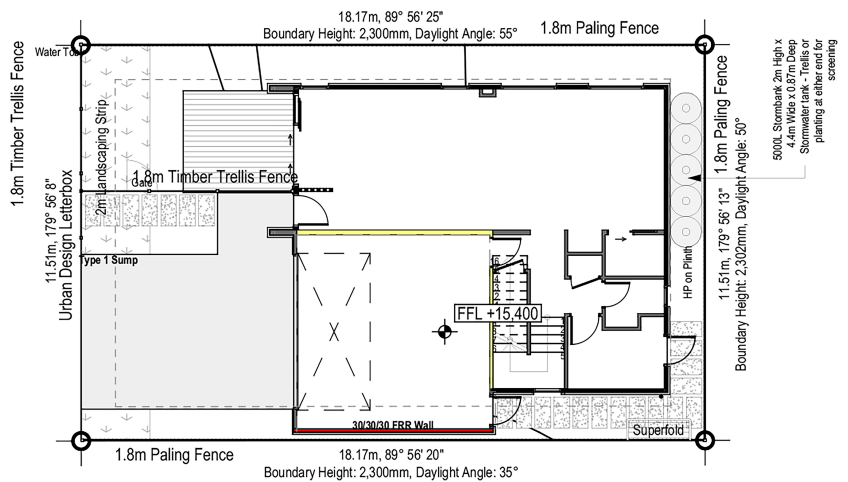 18.17m, 89° 56' 25"
Boundary Height: 2,300mm, Daylight Angle: 55°
1.8m Paling Fence
Water Tob
1.8m Timber Trellis Fence
2m Landscaping Strip
1.8m Timber Trellis Fence
Gate
11.51m, 179° 56' 8"
Urban Design Letterbox
Type 1 Sump
FFL +15,400
30/30/30 FRR Wall
Superfold
HP on Plinth
1.8m Paling Fence
11.51m, 179° 56' 13"
Boundary Height: 2,302mm, Daylight Angle: 50°
5000L Stormbank 2m High x
4.4m Wide x 0.87m Deep
Stormwater tank - Trellis or
planting at either end for
screening
1.8m Paling Fence
18.17m, 89° 56' 20"
Boundary Height: 2,300mm, Daylight Angle: 35°